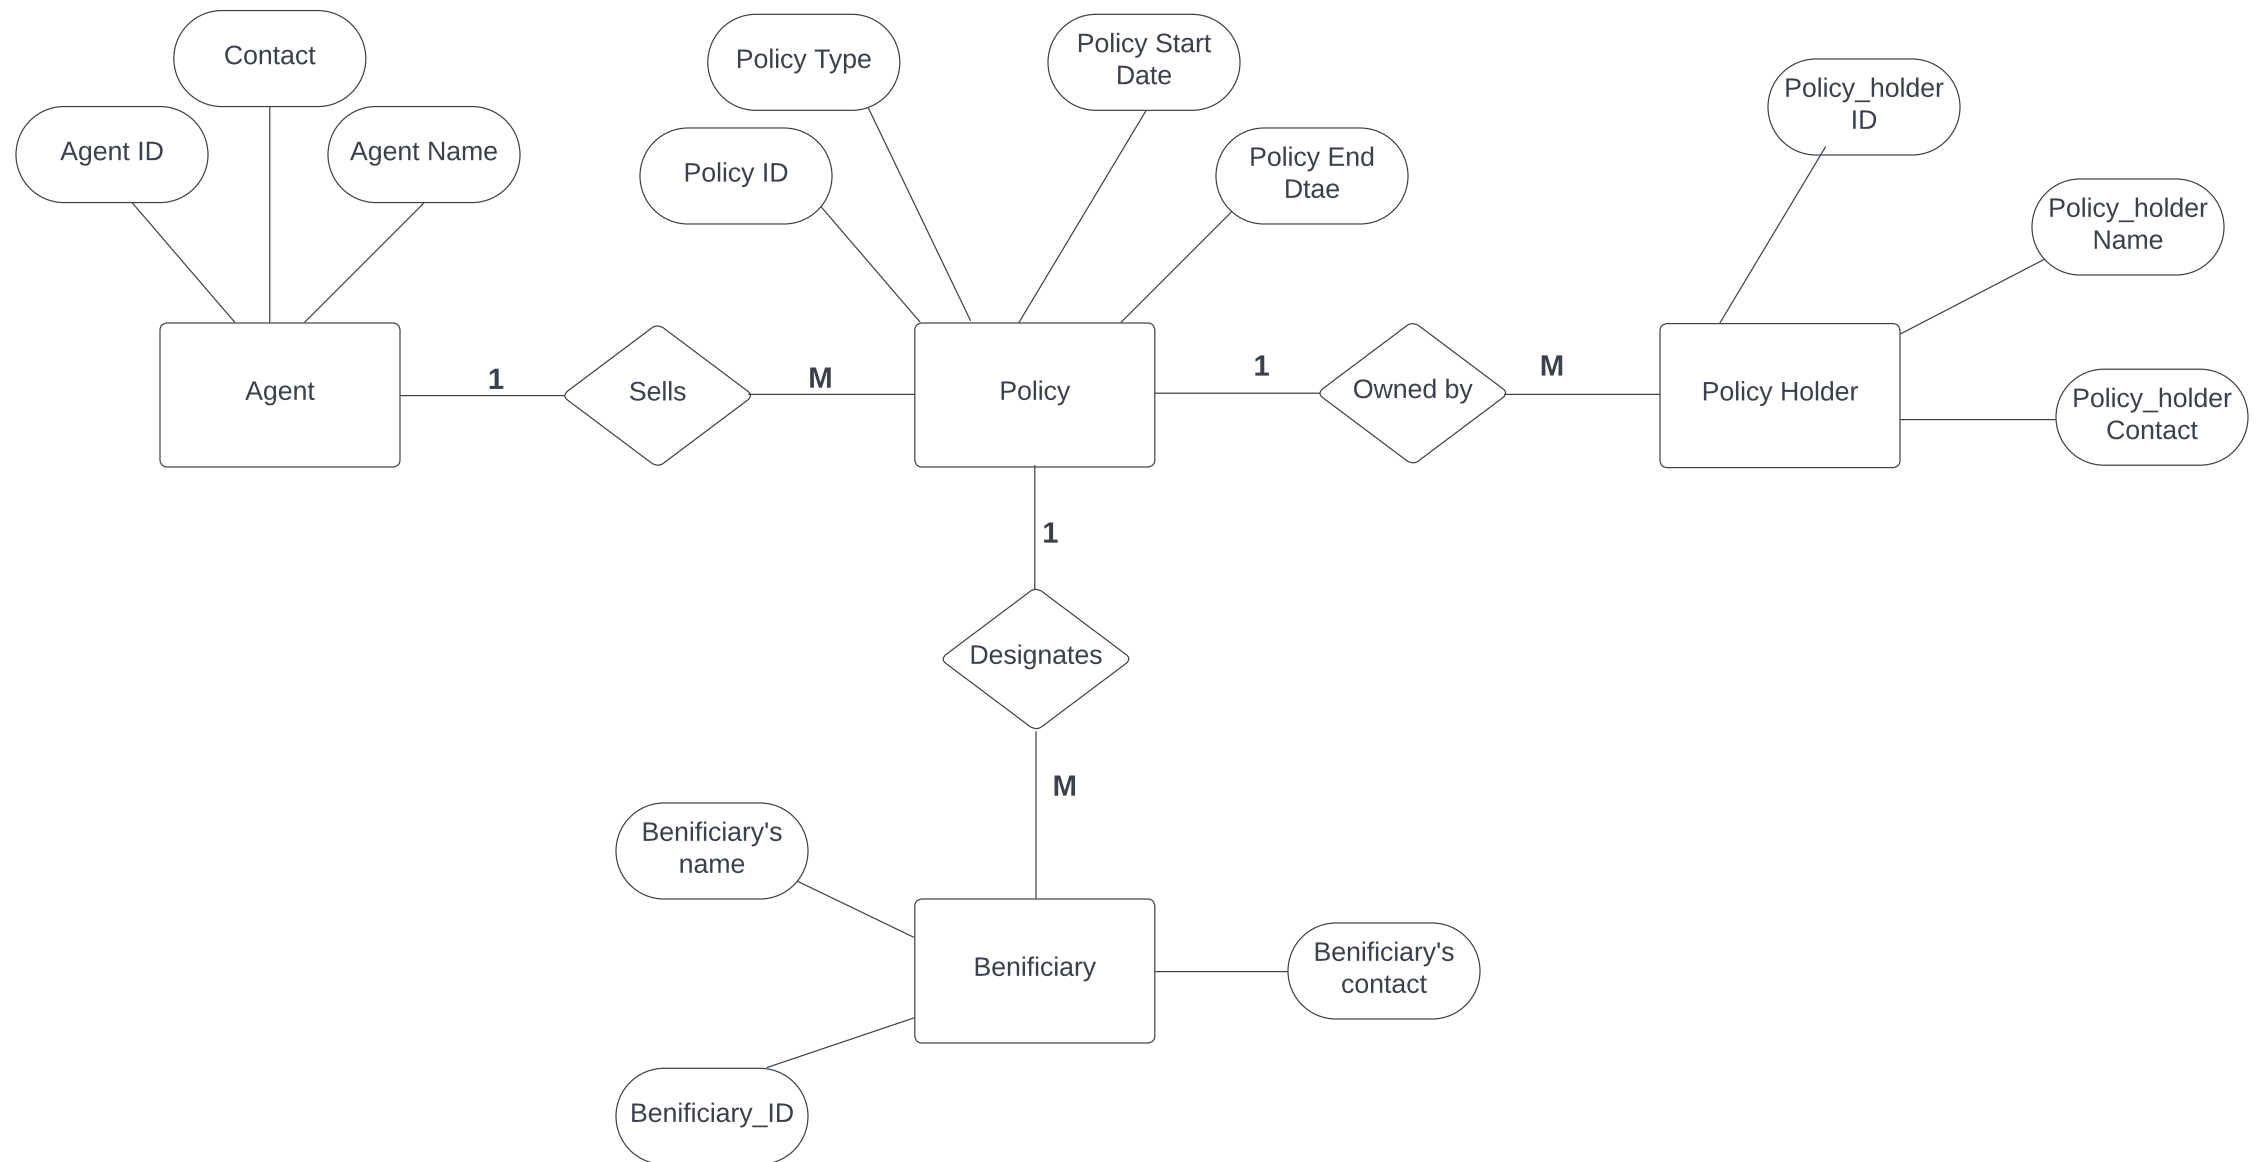 Contact
Agent ID
Agent Name
Policy Type
Policy Start
Date
Policy ID
Policy End
Dtae
Policy_holder
ID
Policy_holder
Name
Policy_holder
Contact
Agent
1
Sells
M
Policy
1
Owned by
M
Policy Holder
1
Designates
M
Benificiary's
name
Benificiary
Benificiary's
contact
Benificiary_ID